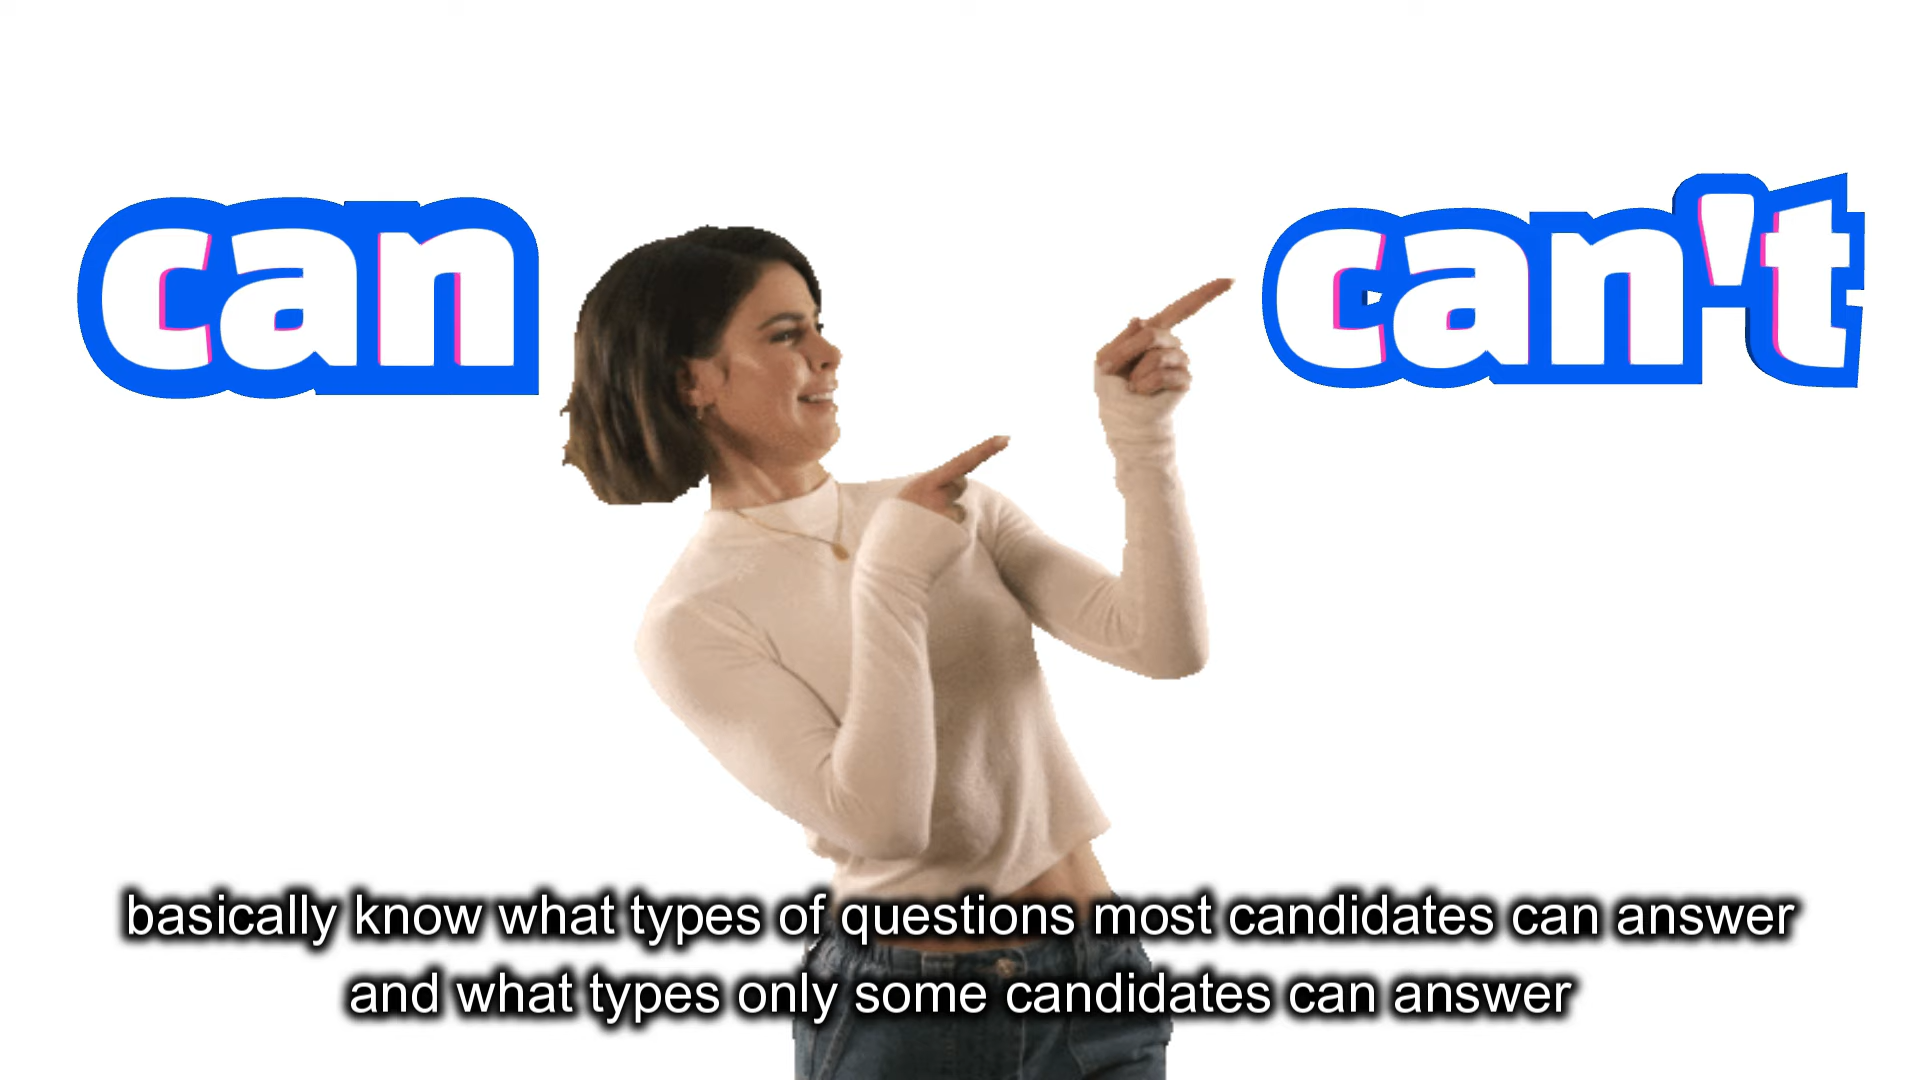 can
can't
basically know what types of questions most candidates can answer
and what types only some candidates can answer